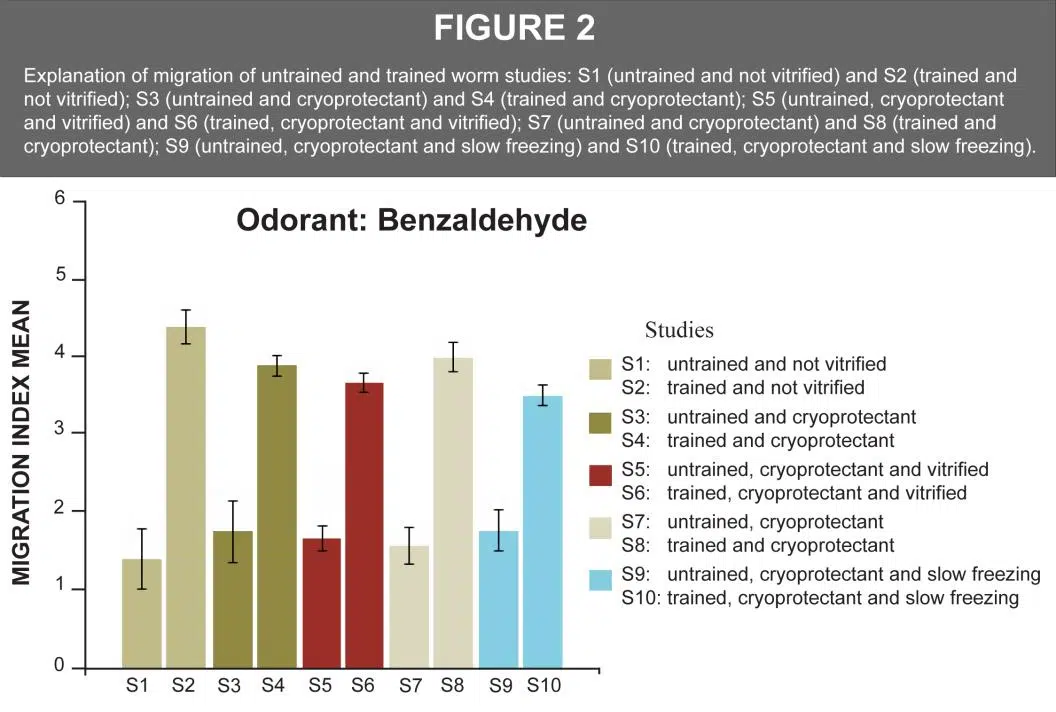 FIGURE 2
Explanation of migration of untrained and trained worm studies: S1 (untrained and not vitrified) and S2 (trained and
not vitrified); S3 (untrained and cryoprotectant) and S4 (trained and cryoprotectant); S5 (untrained, cryoprotectant
and vitrified) and S6 (trained, cryoprotectant and vitrified); S7 (untrained and cryoprotectant) and S8 (trained and
cryoprotectant); S9 (untrained, cryoprotectant and slow freezing) and S10 (trained, cryoprotectant and slow freezing).
Odorant: Benzaldehyde
MIGRATION INDEX MEAN
6
5
4
3
2
1
0
S1 S2 S3 S4 S5 S6 S7 S8 S9 S10
Studies
S1: untrained and not vitrified
S2: trained and not vitrified
S3: untrained and cryoprotectant
S4: trained and cryoprotectant
S5: untrained, cryoprotectant and vitrified
S6: trained, cryoprotectant and vitrified
S7: untrained, cryoprotectant
S8: trained and cryoprotectant
S9: untrained, cryoprotectant and slow freezing
S10: trained, cryoprotectant and slow freezing